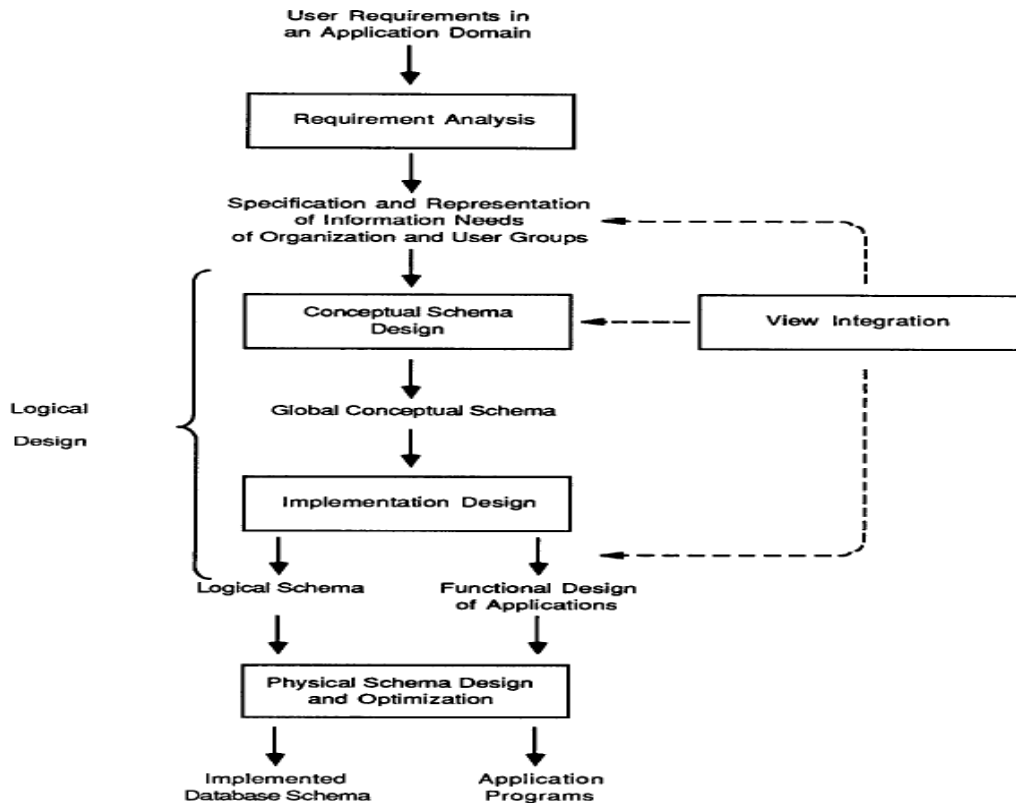 User Requirements in
an Application Domain
Requirement Analysis
Specification and Representation
of Information Needs
of Organization and User Groups
Conceptual Schema
Design
View Integration
Global Conceptual Schema
Logical
Design
Implementation Design
Logical Schema
Functional Design
of Applications
Physical Schema Design
and Optimization
Implemented
Database Schema
Application
Programs